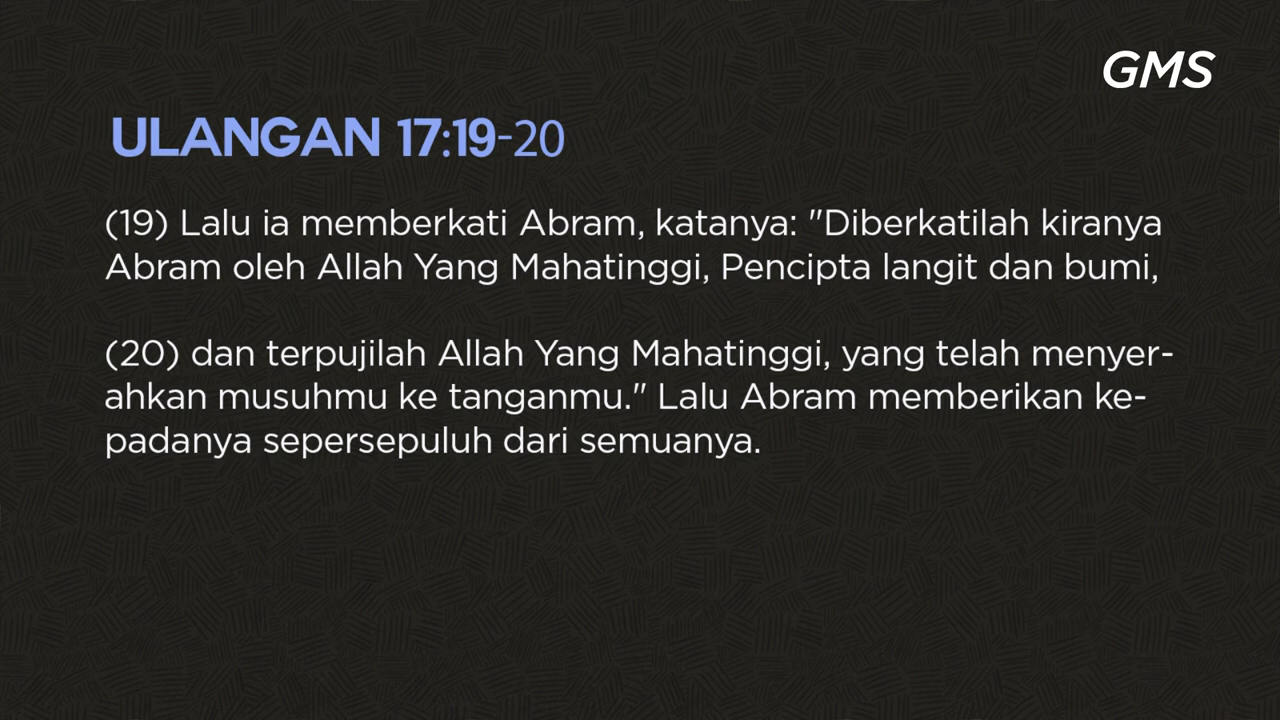 GMS
ULANGAN 17:19-20
(19) Lalu ia memberkati Abram, katanya: "Diberkatilah kiranya
Abram oleh Allah Yang Mahatinggi, Pencipta langit dan bumi,
(20) dan terpujilah Allah Yang Mahatinggi, yang telah menyer-
ahkan musuhmu ke tanganmu." Lalu Abram memberikan ke-
padanya sepersepuluh dari semuanya.